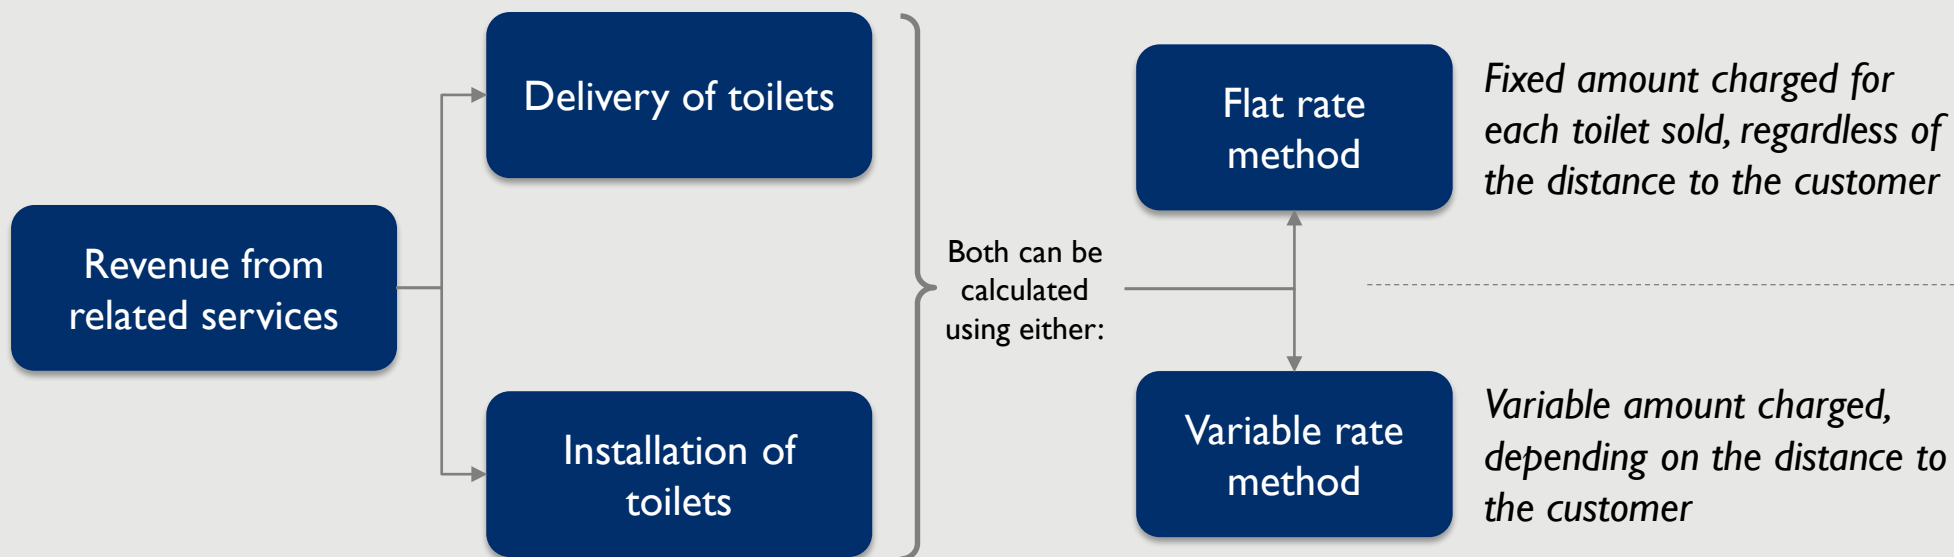 Delivery of toilets
Revenue from
related services
Installation of
toilets
Both can be
calculated
using either:
Flat rate
method
Fixed amount charged for
each toilet sold, regardless of
the distance to the customer
Variable rate
method
Variable amount charged,
depending on the distance to
the customer